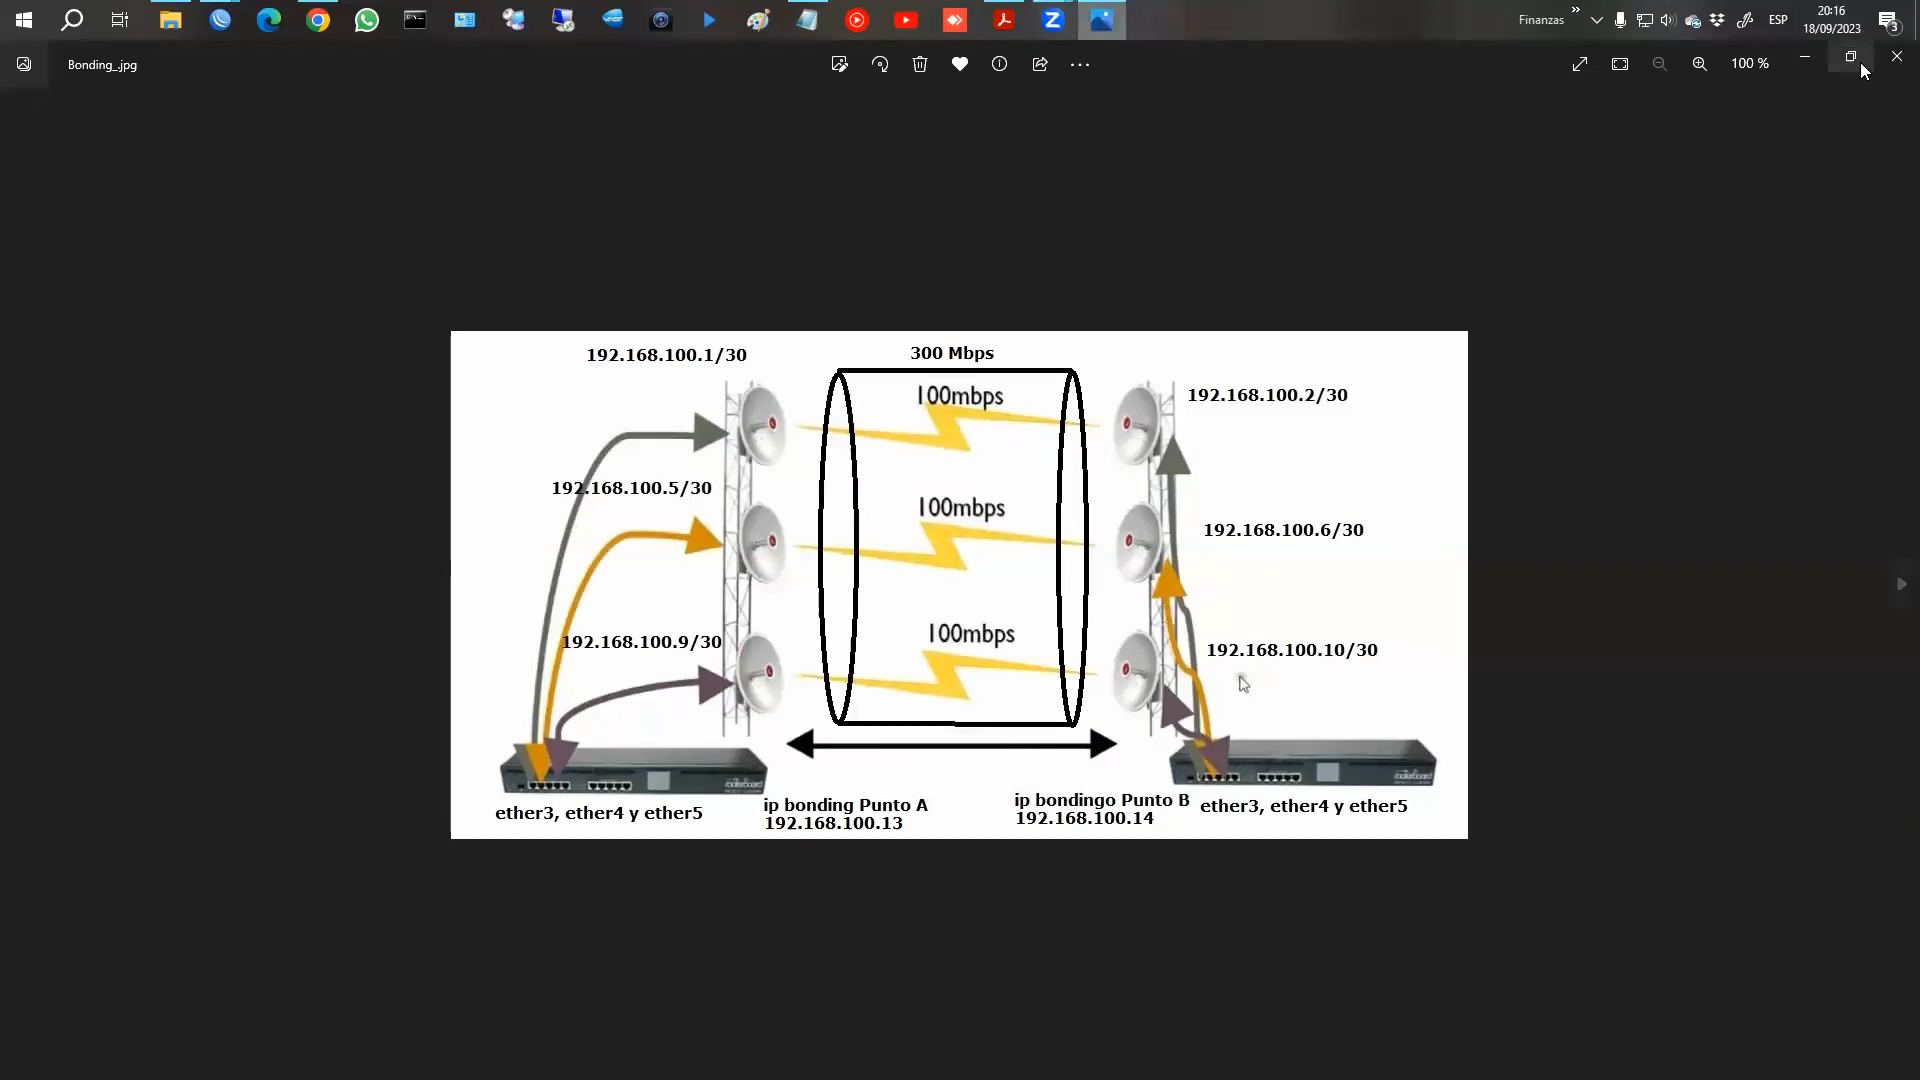 Finanzas
»
ESP
20:16
18/09/2023
3
Bonding_.jpg
100 %
192.168.100.1/30
300 Mbps
100mbps
192.168.100.2/30
192.168.100.5/30
100mbps
192.168.100.6/30
192.168.100.9/30
100mbps
192.168.100.10/30
ether3, ether4 y ether5
ip bonding Punto A
192.168.100.13
ip bondingo Punto B
192.168.100.14
ether3, ether4 y ether5